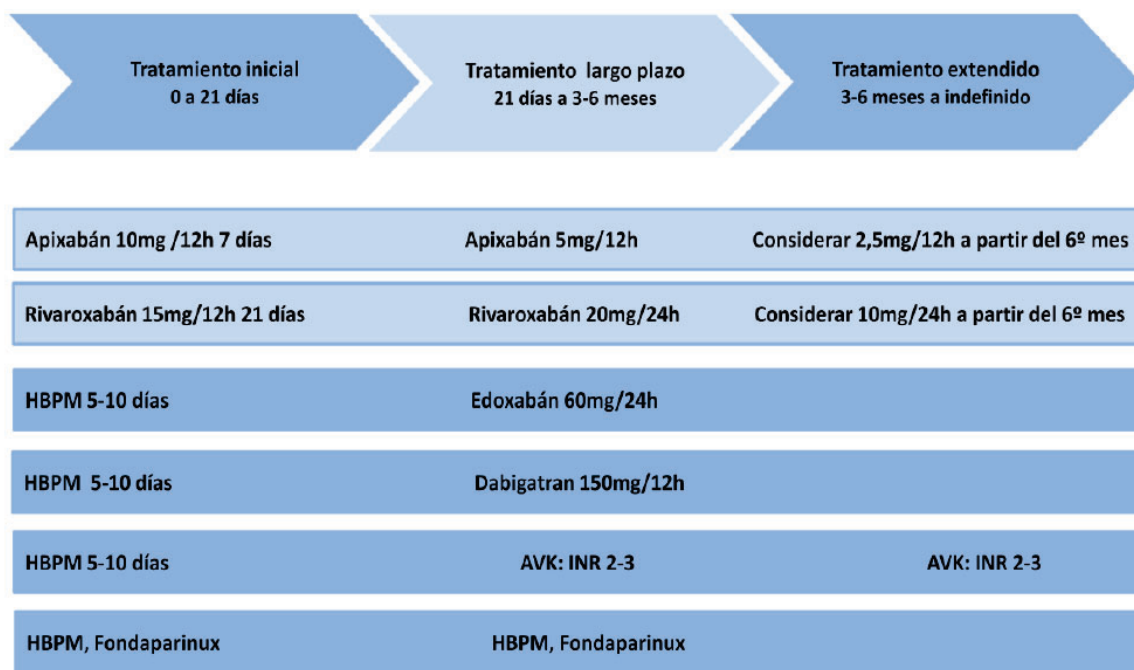 Tratamiento inicial
0 a 21 días
Tratamiento largo plazo
21 días a 3-6 meses
Tratamiento extendido
3-6 meses a indefinido
Apixabán 10mg /12h 7 días
Apixabán 5mg/12h
Considerar 2,5mg/12h a partir del 6º mes
Rivaroxabán 15mg/12h 21 días
Rivaroxabán 20mg/24h
Considerar 10mg/24h a partir del 6º mes
HBPM 5-10 días
Edoxabán 60mg/24h
HBPM 5-10 días
Dabigatran 150mg/12h
HBPM 5-10 días
AVK: INR 2-3
AVK: INR 2-3
HBPM, Fondaparinux
HBPM, Fondaparinux